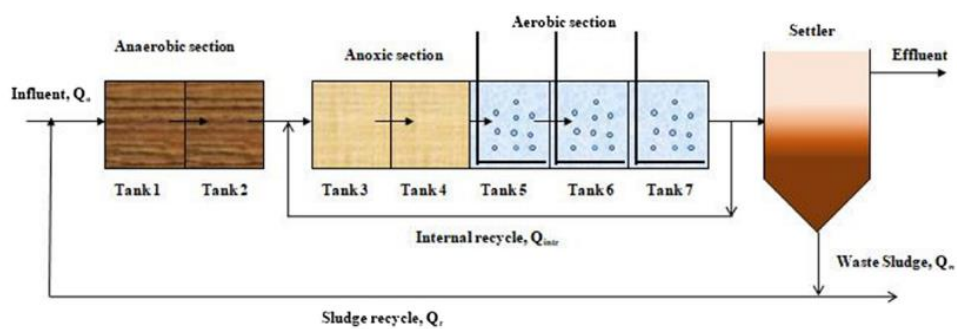 Aerobic section
Settler
Anaerobic section
Anoxic section
Effluent
Influent, Qo
Tank 1
Tank 2
Tank 3
Tank 4
Tank 5
Tank 6
Tank 7
Internal recycle, Qintr
Waste Sludge, Qw
Sludge recycle, Qr